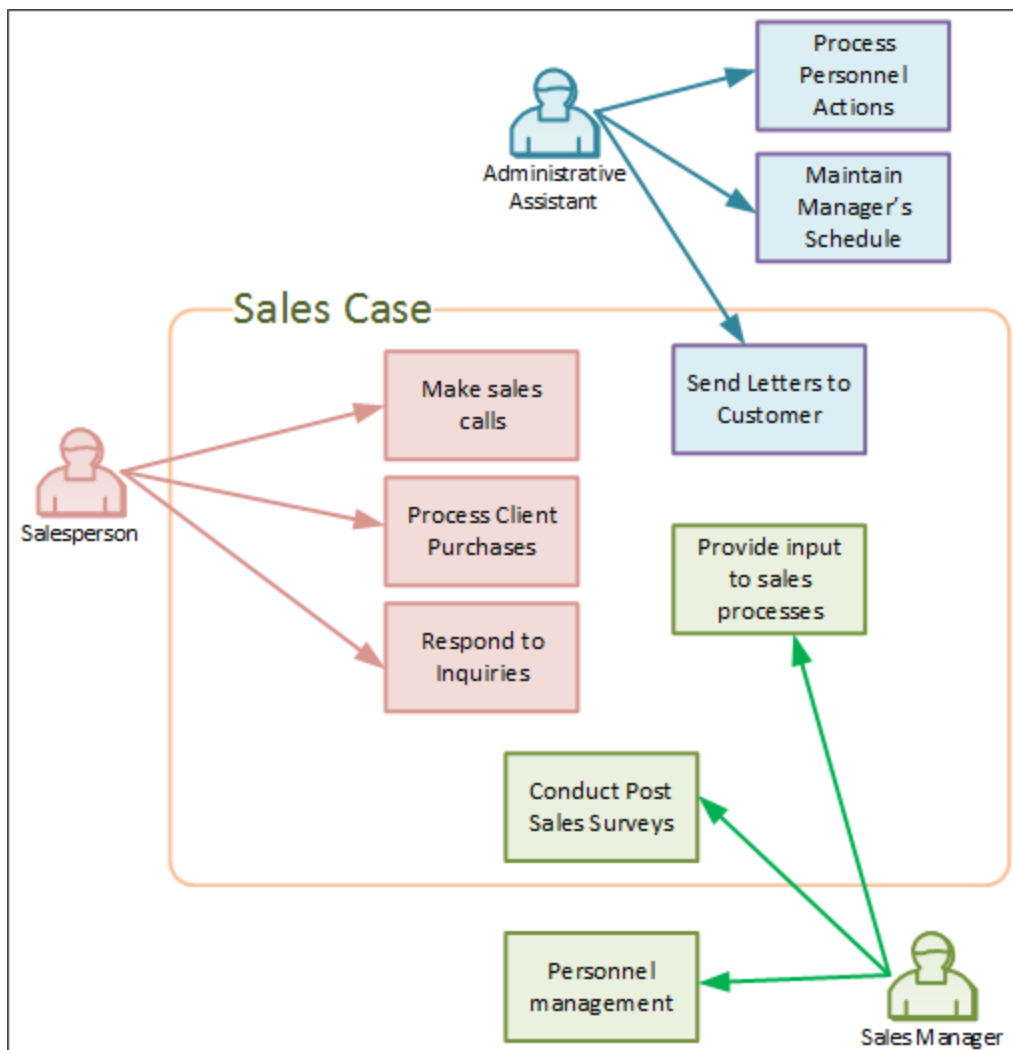 Process
Personnel
Actions
Administrative
Assistant
Maintain
Manager's
Schedule
Sales Case
Make sales
calls
Send Letters to
Customer
Salesperson
Process Client
Purchases
Provide input
to sales
processes
Respond to
Inquiries
Conduct Post
Sales Surveys
Personnel
management
Sales Manager